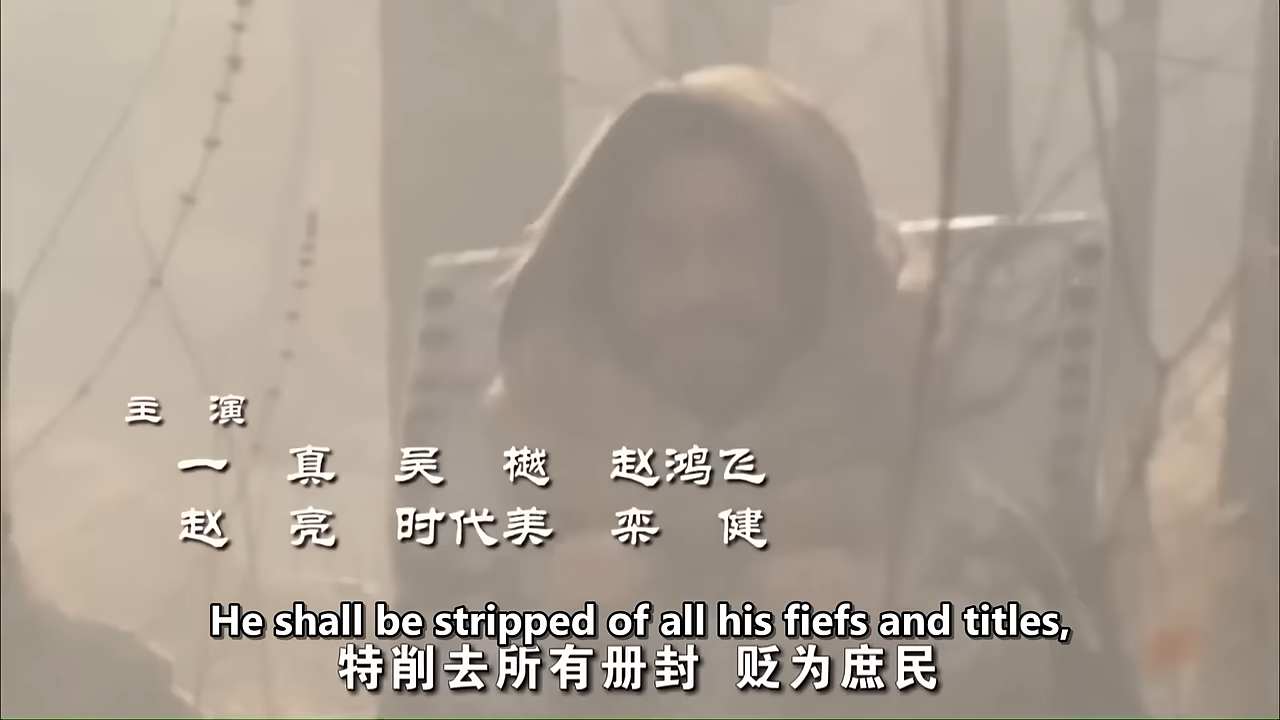 主 演
一 真 吴 樾 赵鸿飞
赵 亮 时代美 栾 健
He shall be stripped of all his fiefs and titles,
特削去所有册封 贬为庶民